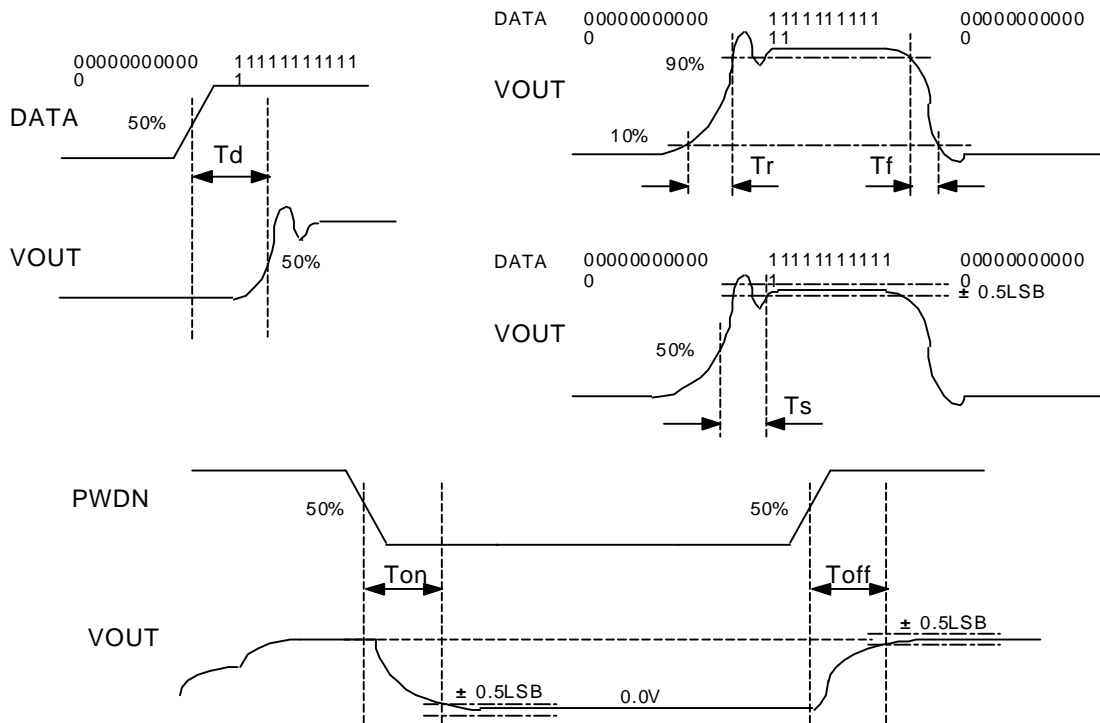 00000000000
0
11111111111
1
DATA
50%
Td
VOUT
50%
DATA
00000000000
0
1111111111
11
00000000000
0
90%
VOUT
10%
Tr
Tf
DATA
00000000000
0
11111111111
1
00000000000
0
± 0.5LSB
VOUT
50%
Ts
PWDN
50%
50%
Ton
Toff
VOUT
± 0.5LSB
± 0.5LSB
0.0V